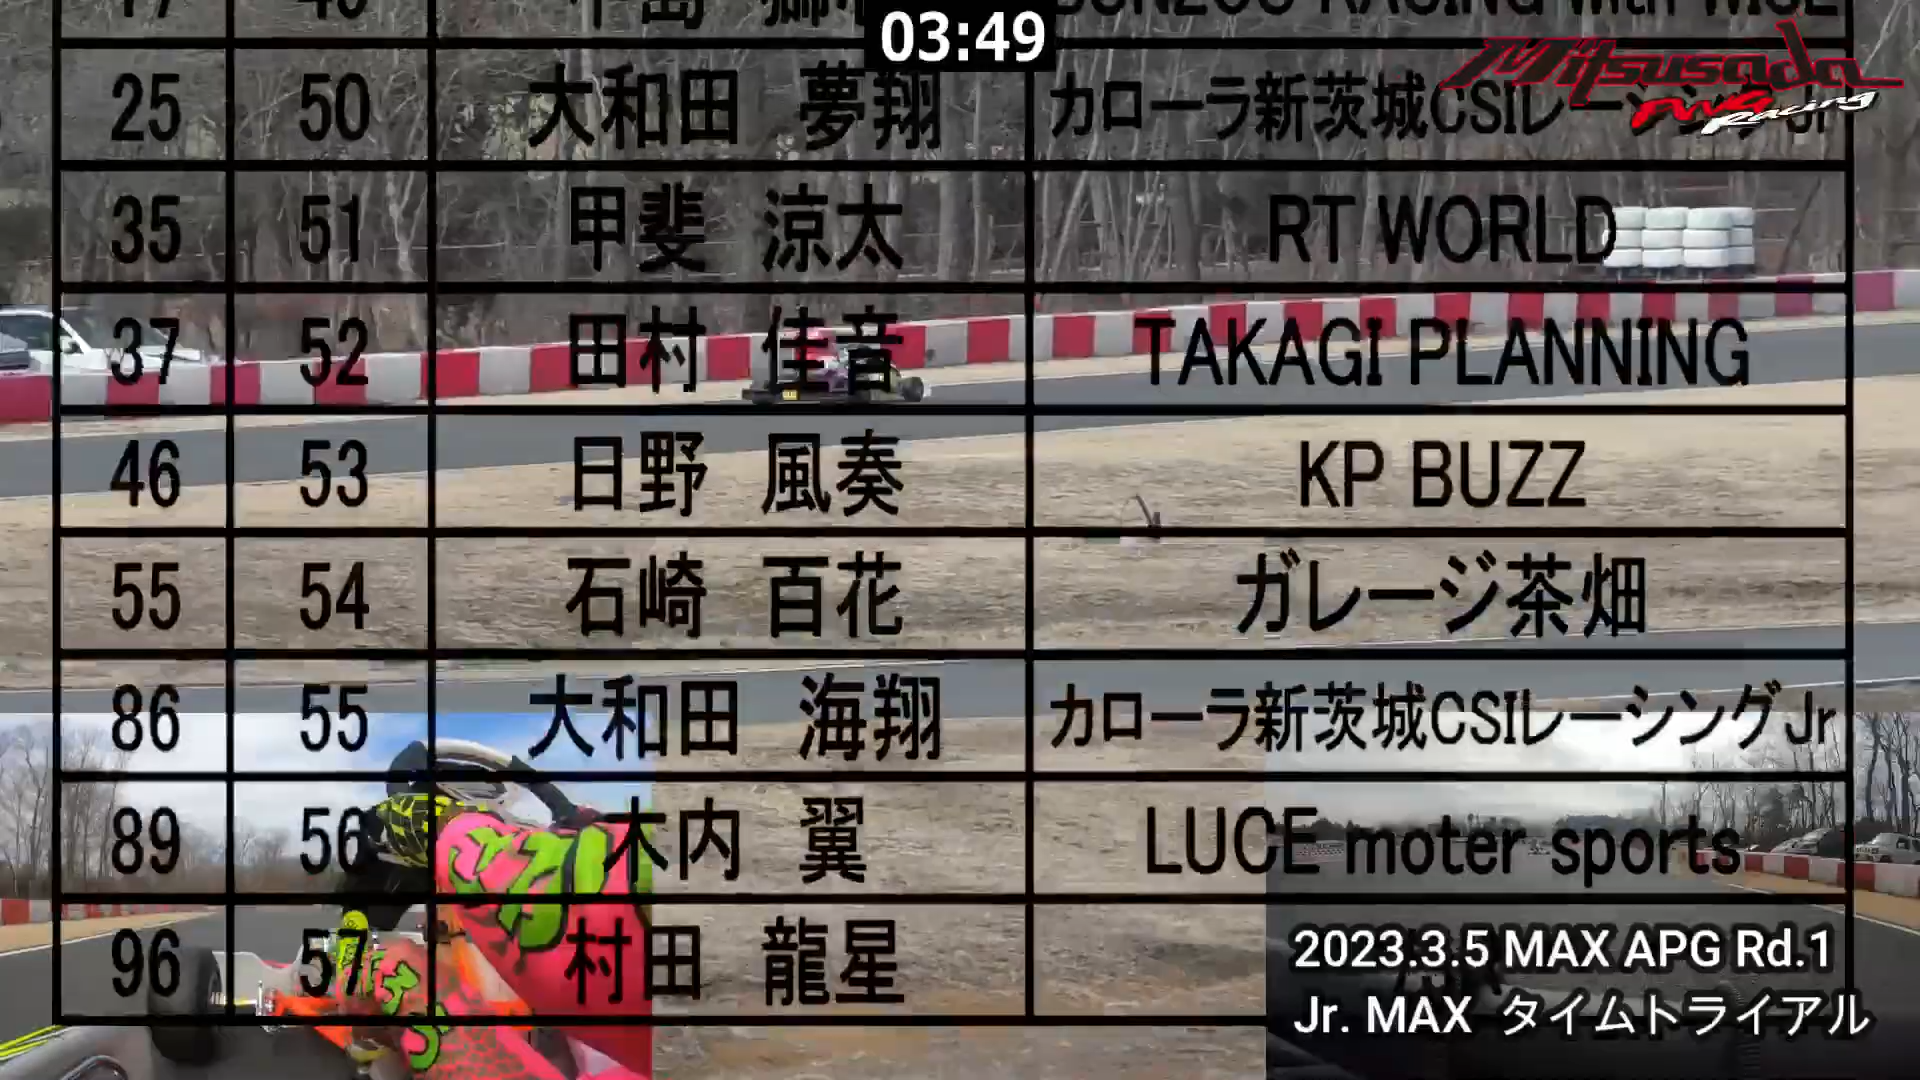 03:49
Mitsusada
PWG Racing
25 50 大和田 夢翔 カローラ新茨城CSIレーシングJr
35 51 甲斐 涼太 RT WORLD
37 52 田村 佳音 TAKAGI PLANNING
46 53 日野 風奏 KP BUZZ
55 54 石崎 百花 ガレージ茶畑
86 55 大和田 海翔 カローラ新茨城CSIレーシングJr
89 56 木内 翼 LUCE moter sports
96 57 村田 龍星
2023.3.5 MAX APG Rd.1
Jr. MAX タイムトライアル